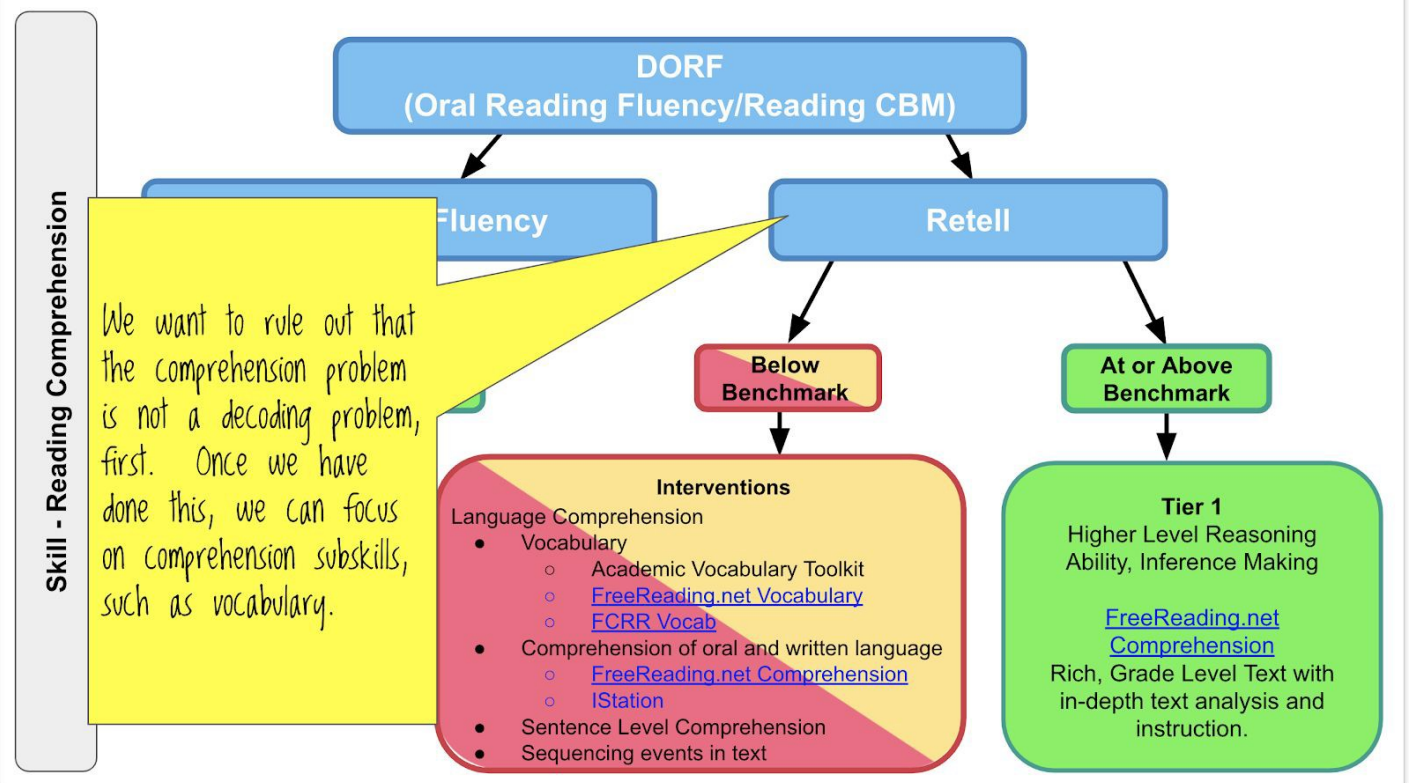 Skill - Reading Comprehension
DORF
(Oral Reading Fluency/Reading CBM)
Fluency
Retell
We want to rule out that
the comprehension problem
is not a decoding problem,
first. Once we have
done this, we can focus
on comprehension subskills,
such as vocabulary.
Below
Benchmark
At or Above
Benchmark
Interventions
Language Comprehension
● Vocabulary
○ Academic Vocabulary Toolkit
○ FreeReading.net Vocabulary
○ FCRR Vocab
● Comprehension of oral and written language
○ FreeReading.net Comprehension
○ IStation
● Sentence Level Comprehension
● Sequencing events in text
Tier 1
Higher Level Reasoning
Ability, Inference Making
FreeReading.net
Comprehension
Rich, Grade Level Text with
in-depth text analysis and
instruction.